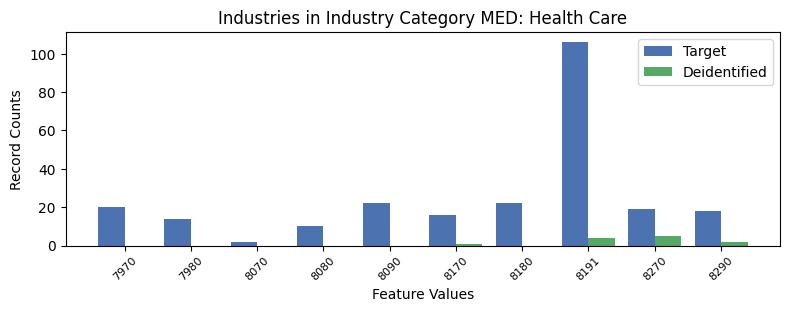 Industries in Industry Category MED: Health Care
Target
Deidentified
Record Counts
100
80
60
40
20
0
7970 7980 8070 8080 8090 8170 8180 8191 8270 8290
Feature Values